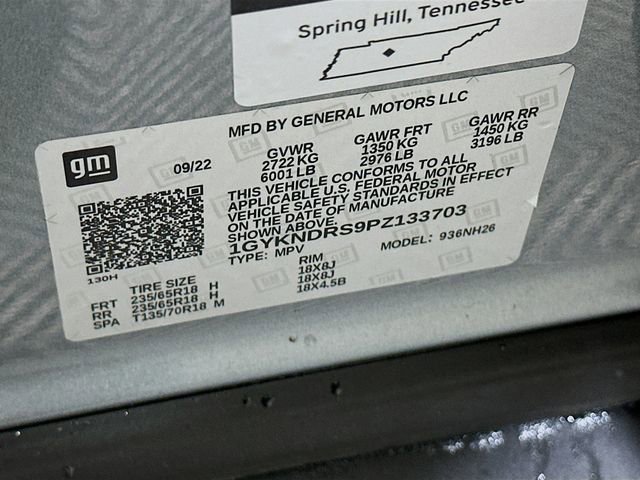 Spring Hill, Tennessee
MFD BY GENERAL MOTORS LLC
gm
09/22
GVWR
2722 KG
6001 LB
GAWR FRT
1350 KG
2976 LB
GAWR RR
1450 KG
3196 LB
THIS VEHICLE CONFORMS TO ALL
APPLICABLE U.S. FEDERAL MOTOR
VEHICLE SAFETY STANDARDS IN EFFECT
ON THE DATE OF MANUFACTURE
SHOWN ABOVE.
1GYKNDRS9PZ133703
TYPE: MPV
MODEL: 936NH26
130H
TIRE SIZE
RIM
FRT 235/65R18 H 18X8J
RR 235/65R18 H 18X8J
SPA T135/70R18 M 18X4.5B